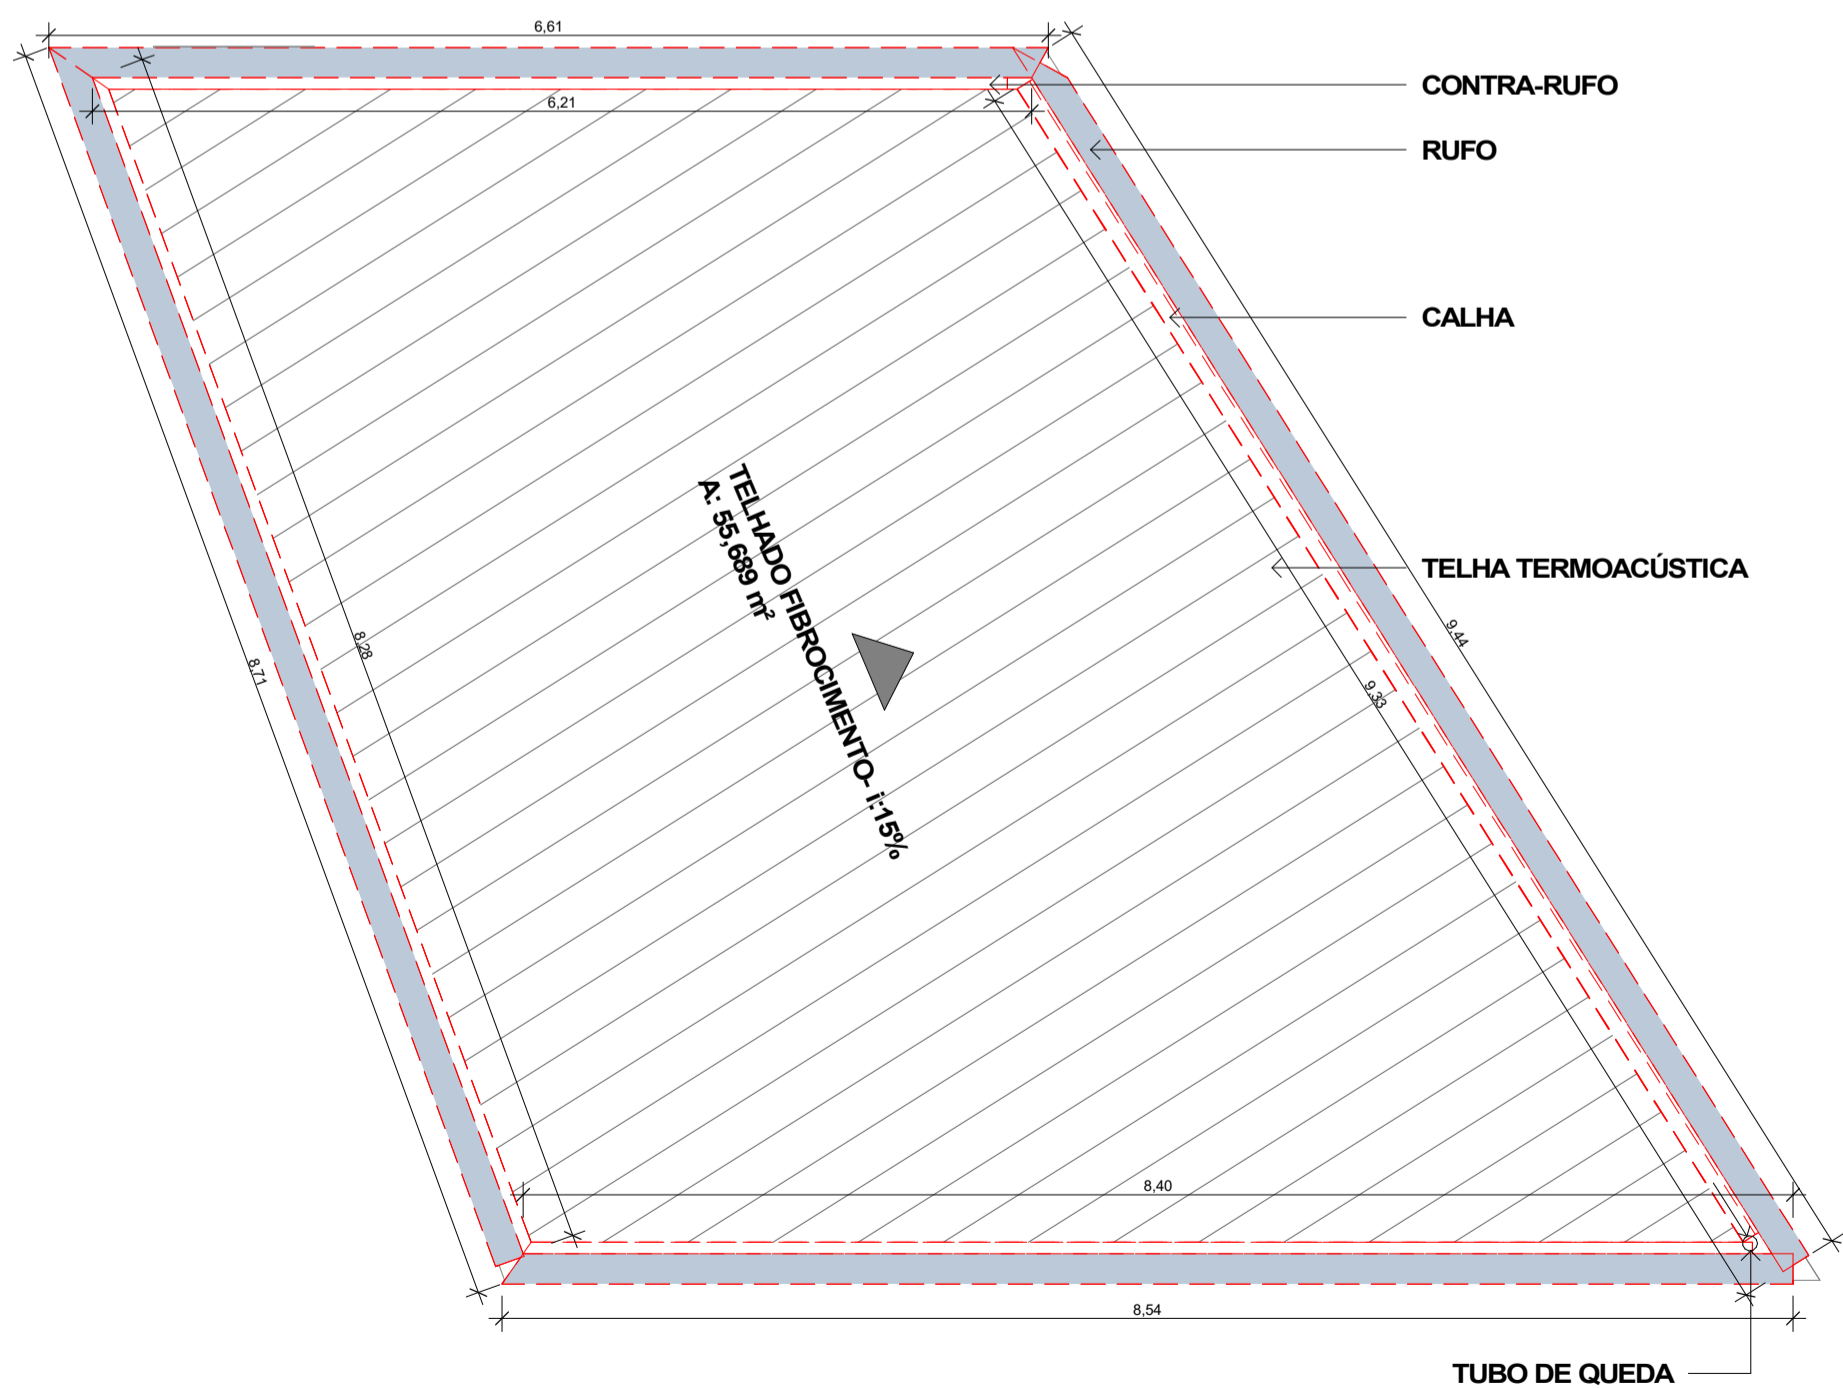 6,61
CONTRA-RUFO
6,21
RUFO
CALHA
TELHADO FIBROCIMENTO- i:15%
A: 55,689 m²
TELHA TERMOACÚSTICA
8,71
8,28
9,44
9,33
8,40
8,54
TUBO DE QUEDA